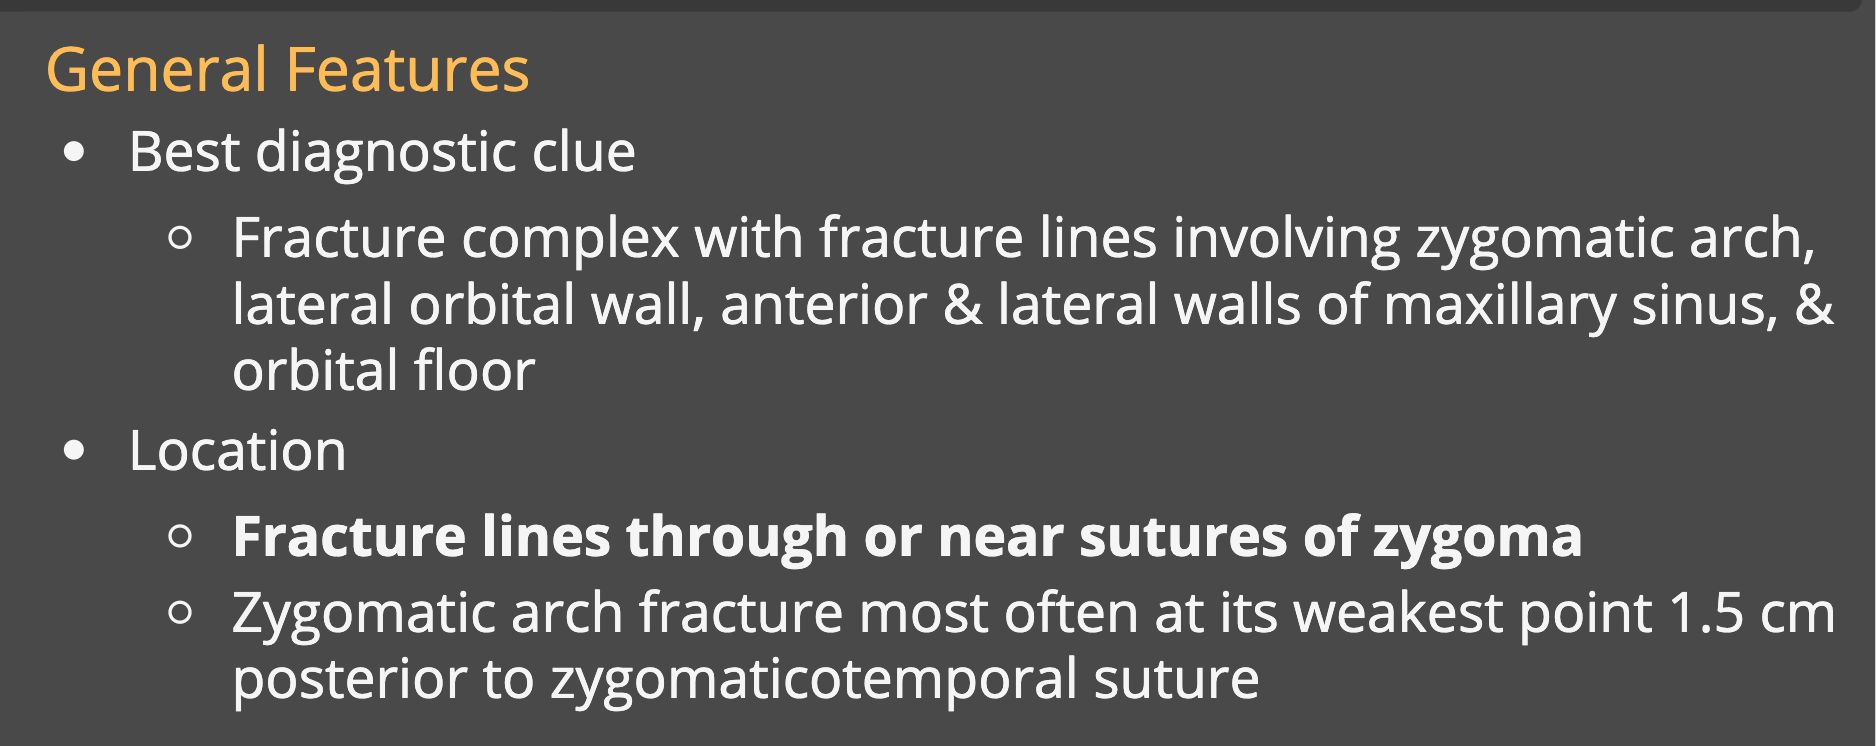 General Features
• Best diagnostic clue
○ Fracture complex with fracture lines involving zygomatic arch,
lateral orbital wall, anterior & lateral walls of maxillary sinus, &
orbital floor
• Location
○ Fracture lines through or near sutures of zygoma
○ Zygomatic arch fracture most often at its weakest point 1.5 cm
posterior to zygomaticotemporal suture